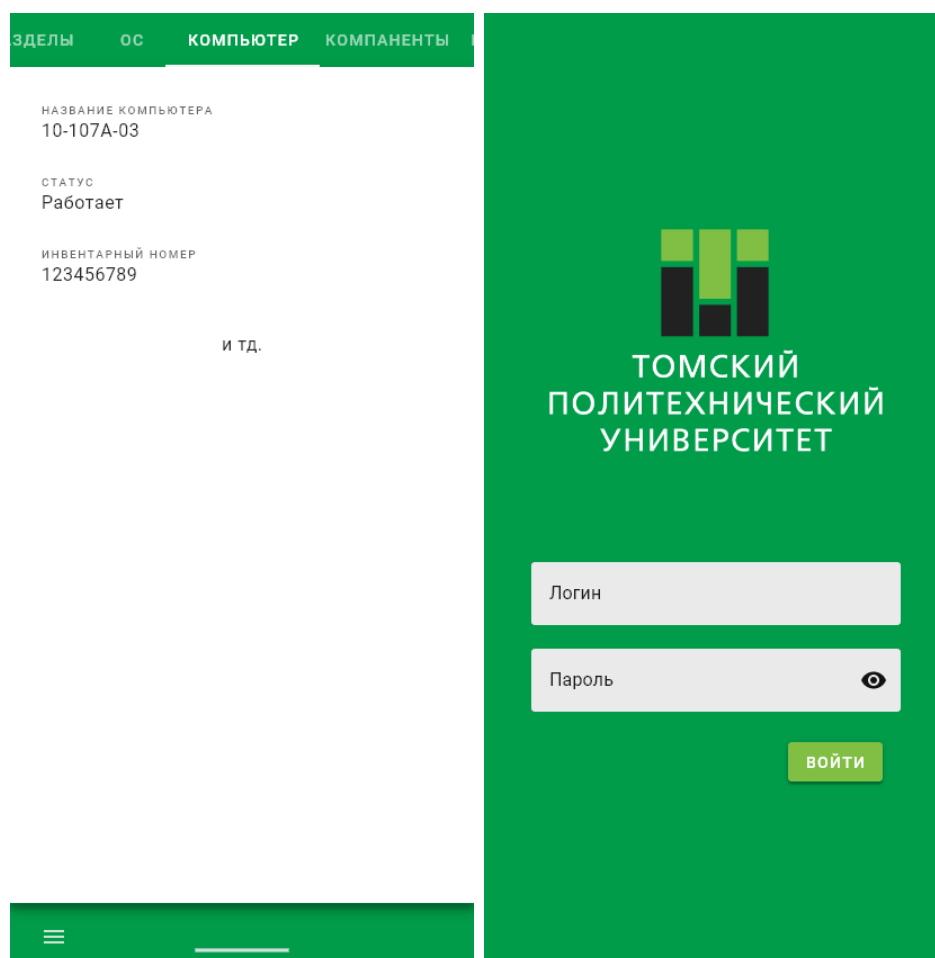 ЗДЕЛЫ ОС КОМПЬЮТЕР КОМПАНЕНТЫ
НАЗВАНИЕ КОМПЬЮТЕРА
10-107А-03
СТАТУС
Работает
ИНВЕНТАРНЫЙ НОМЕР
123456789
и тд.
ТОМСКИЙ
ПОЛИТЕХНИЧЕСКИЙ
УНИВЕРСИТЕТ
Логин
Пароль
ВОЙТИ